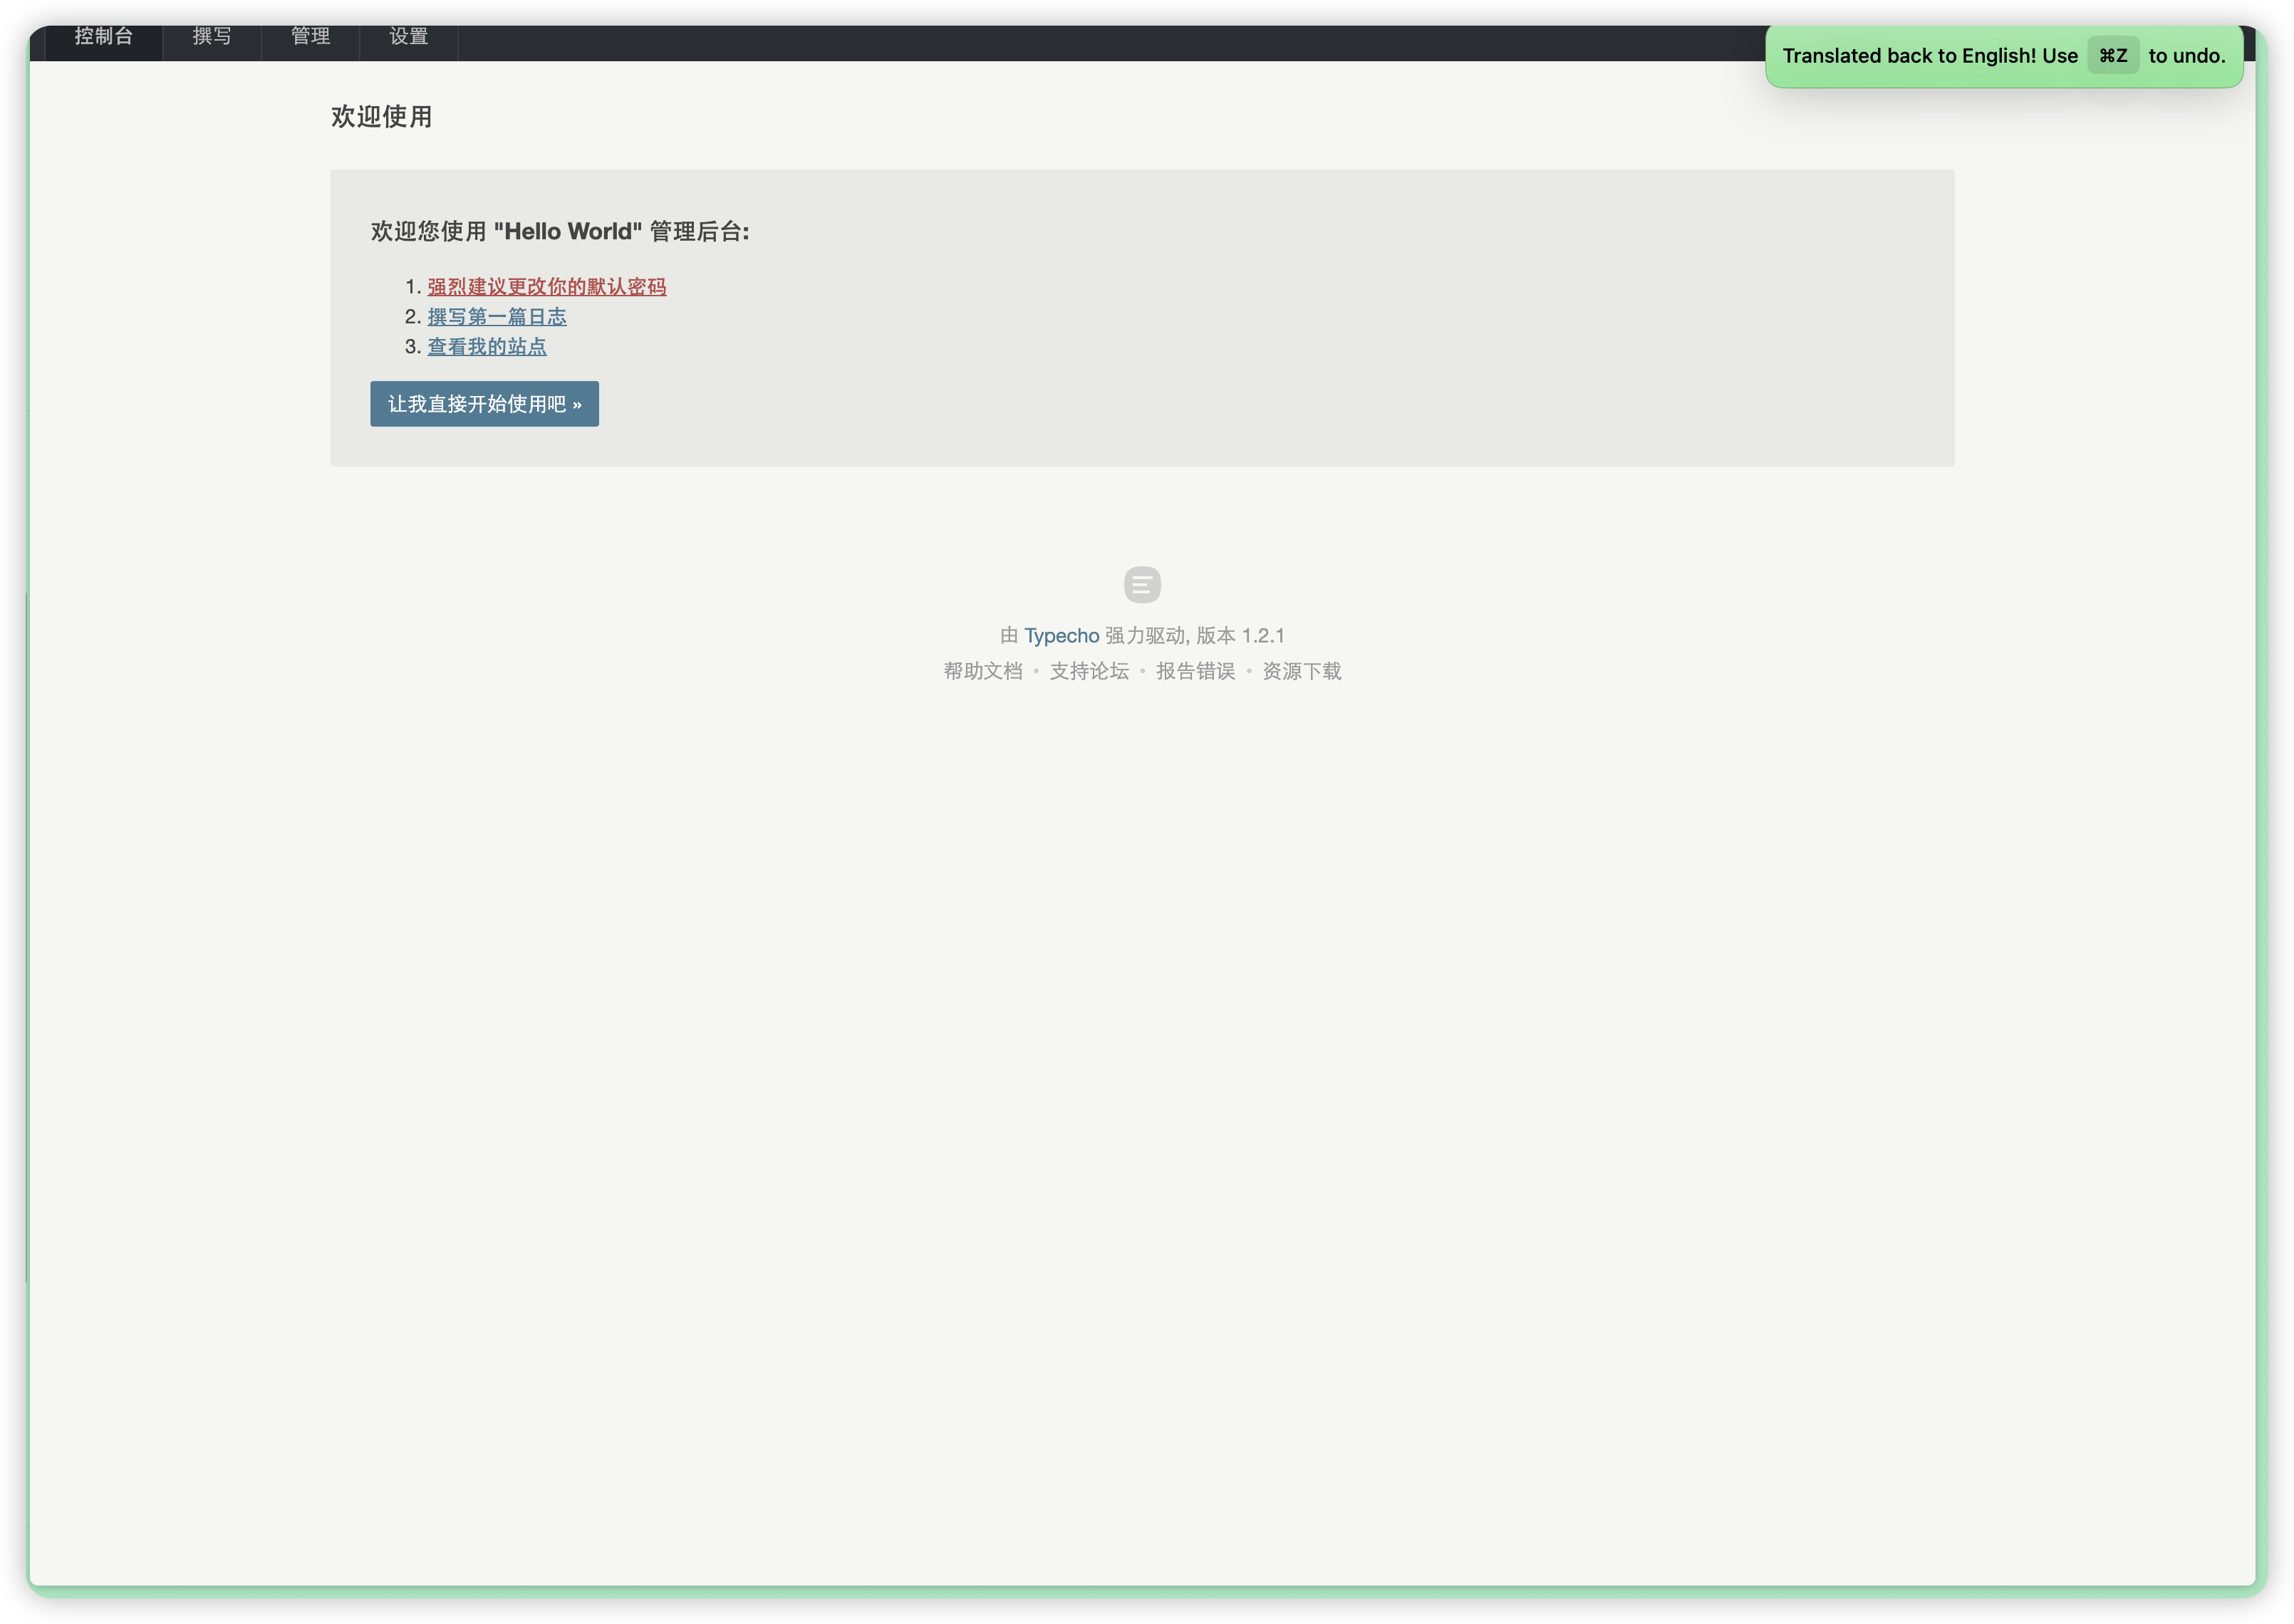 控制台 撰写 管理 设置
Translated back to English! Use ⌘Z to undo.
欢迎使用
欢迎您使用 "Hello World" 管理后台:
1. 强烈建议更改你的默认密码
2. 撰写第一篇日志
3. 查看我的站点
让我直接开始使用吧 »
由 Typecho 强力驱动, 版本 1.2.1
帮助文档 • 支持论坛 • 报告错误 • 资源下载